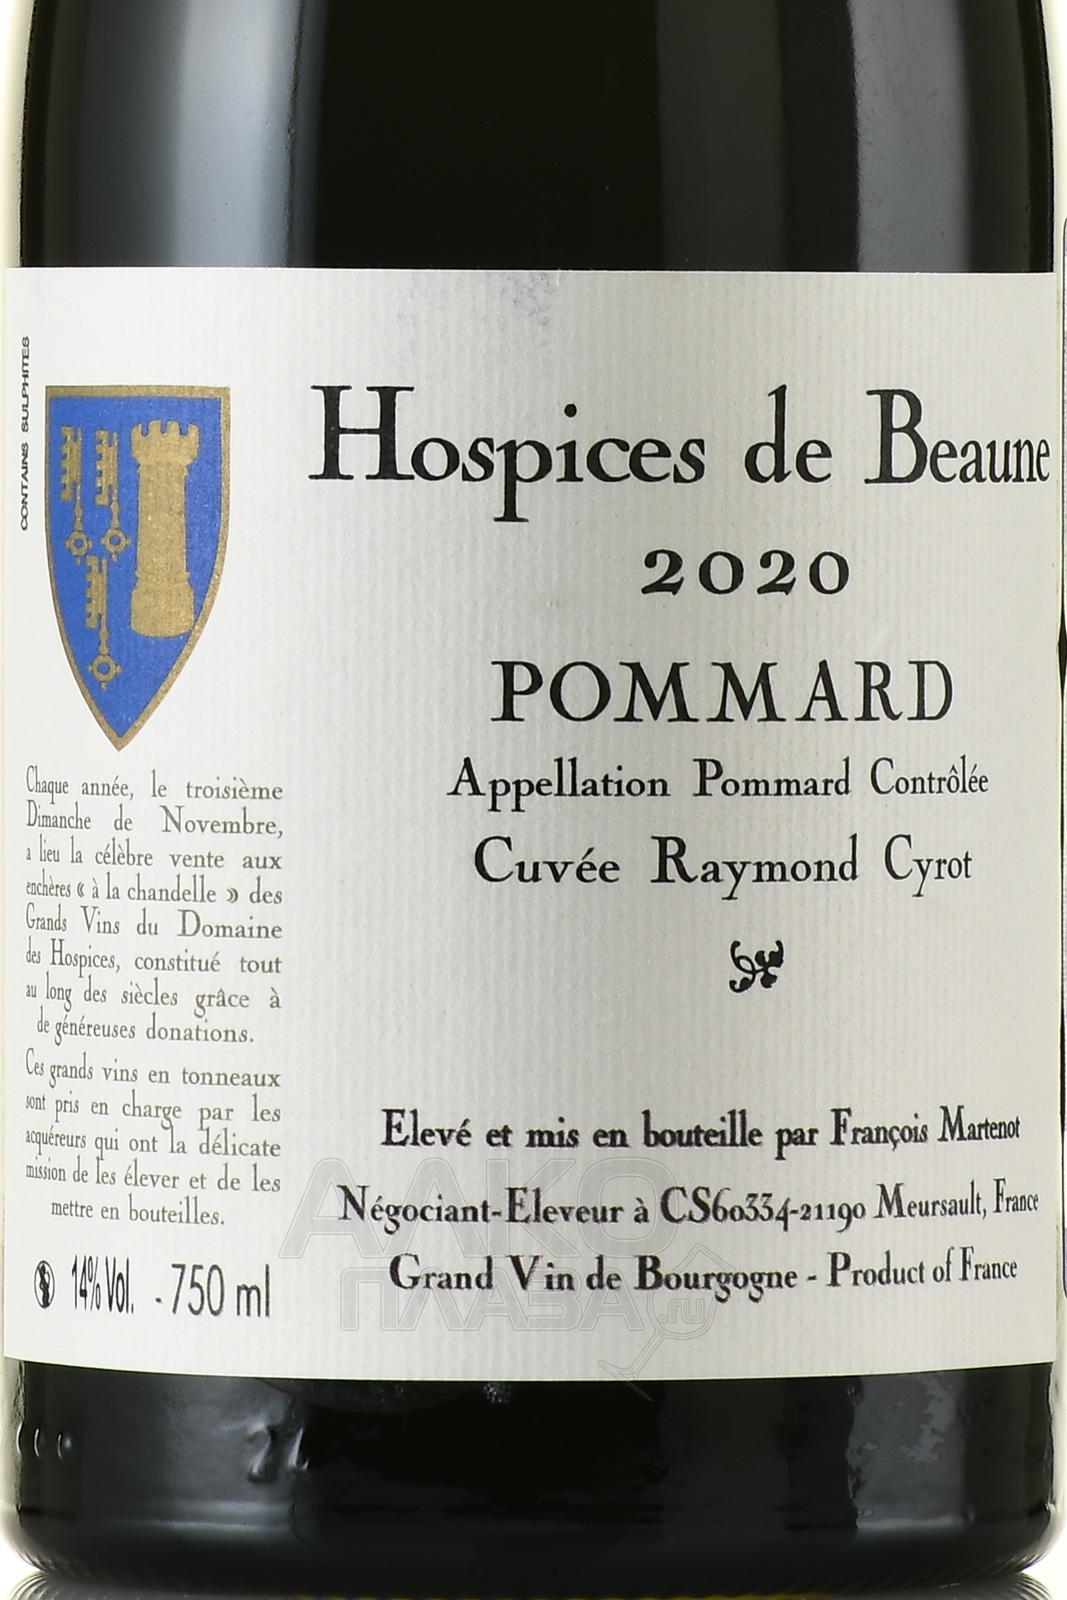 CONTAINS SULPHITES
Hospices de Beaune
2020
POMMARD
Appellation Pommard Contrôlée
Cuvée Raymond Cyrot
Chaque année, le troisième
Dimanche de Novembre,
a lieu la célèbre vente aux
enchères « à la chandelle » des
Grands Vins du Domaine
des Hospices, constitué tout
au long des siècles grâce à
de généreuses donations.
Ces grands vins en tonneaux
sont pris en charge par les
acquéreurs qui ont la délicate
mission de les élever et de les
mettre en bouteilles.
14% Vol. - 750 ml
Elevé et mis en bouteille par François Martenot
Négociant-Eleveur à CS60334-21190 Meursault, France
Grand Vin de Bourgogne - Product of France
АЛКО
ПЛАЗА.ru